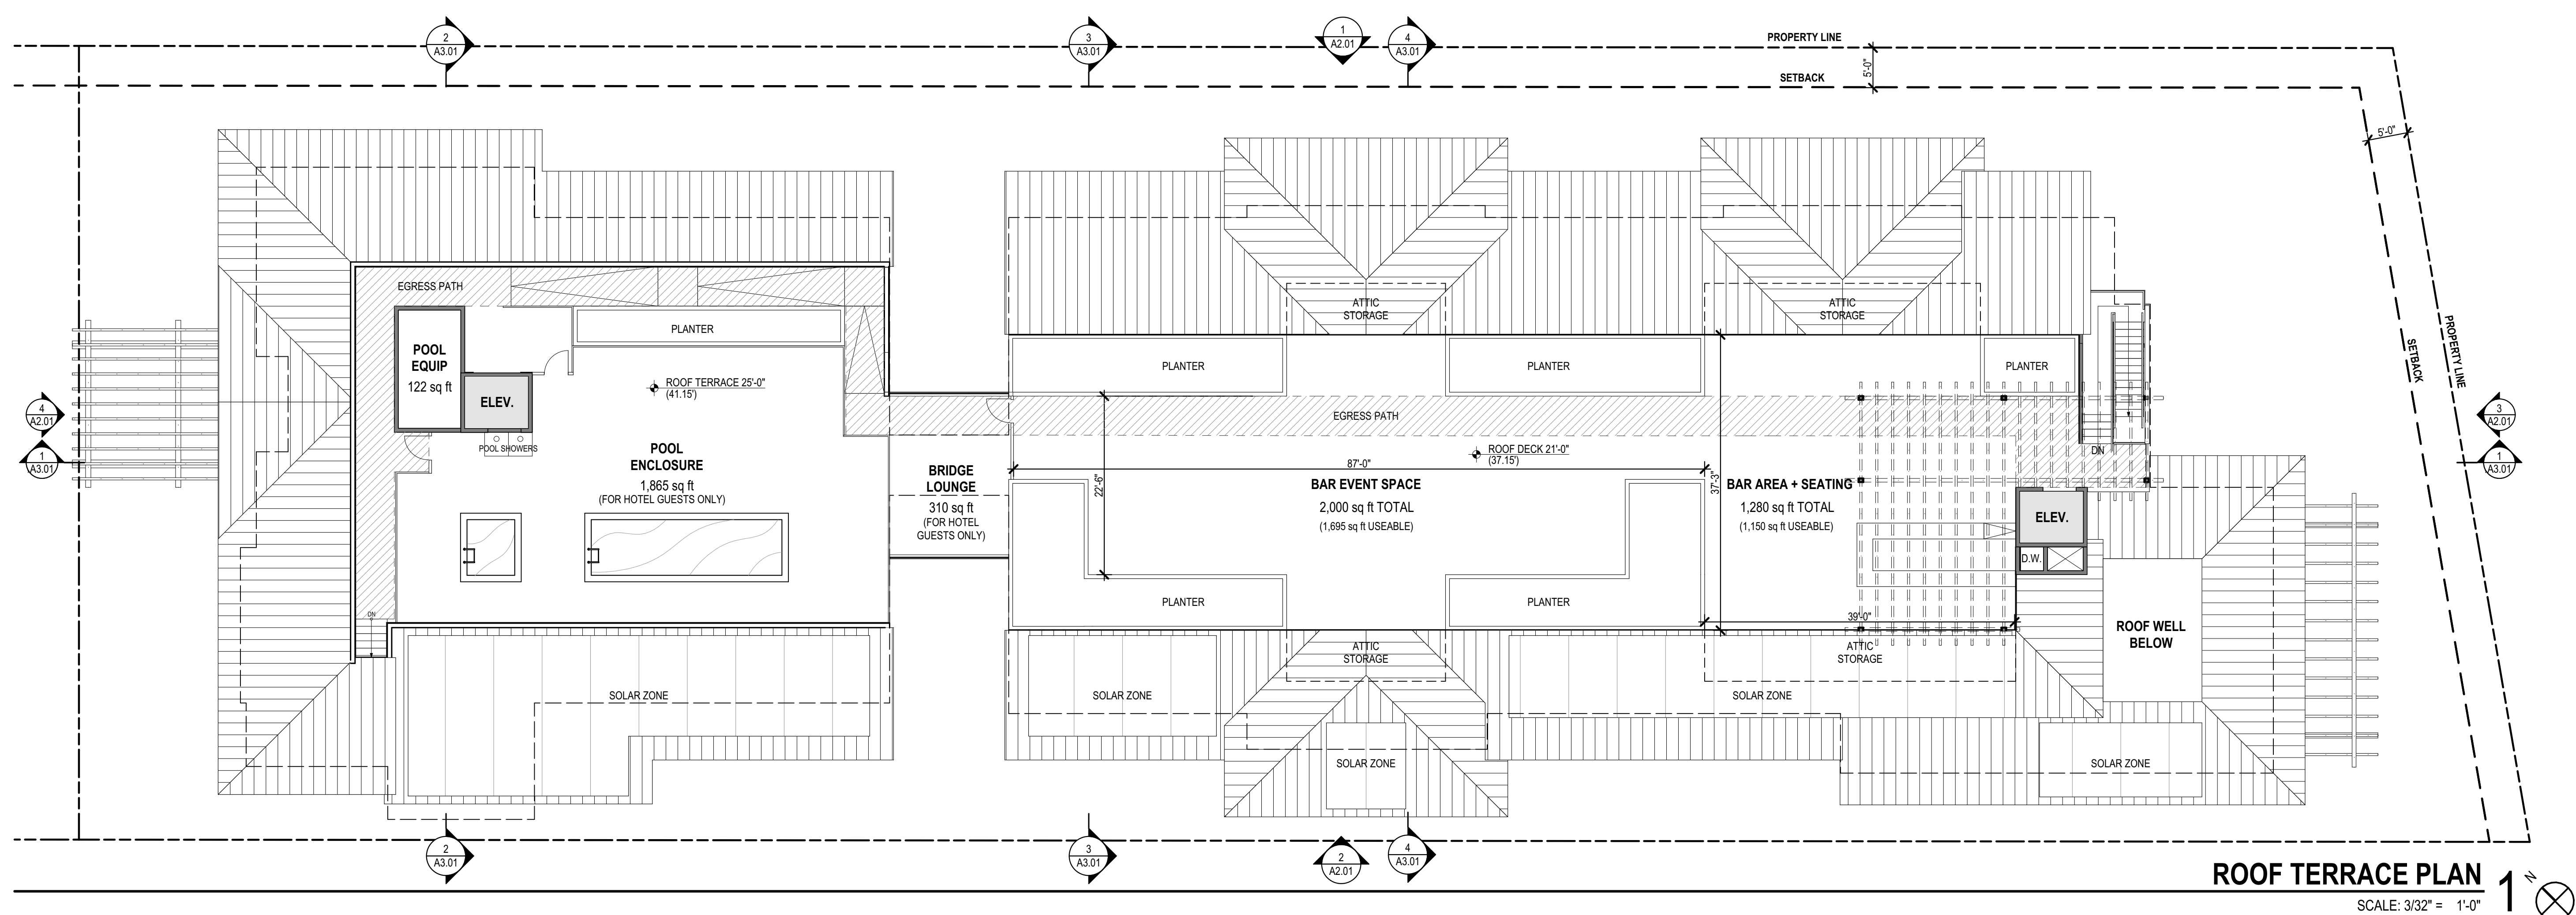 2
A3.01
3
A3.01
1
A2.01
4
A3.01
PROPERTY LINE
SETBACK
5'-0"
5'-0"
EGRESS PATH
PLANTER
POOL
EQUIP
122 sq ft
ELEV.
ROOF TERRACE 25'-0"
(41.15')
POOL SHOWERS
POOL
ENCLOSURE
1,865 sq ft
(FOR HOTEL GUESTS ONLY)
DN
SOLAR ZONE
BRIDGE
LOUNGE
310 sq ft
(FOR HOTEL
GUESTS ONLY)
ATTIC
STORAGE
ATTIC
STORAGE
PLANTER
PLANTER
PLANTER
EGRESS PATH
ROOF DECK 21'-0"
(37.15')
87'-0"
22'-6"
37'-3"
BAR EVENT SPACE
2,000 sq ft TOTAL
(1,695 sq ft USEABLE)
BAR AREA + SEATING
1,280 sq ft TOTAL
(1,150 sq ft USEABLE)
DN
ELEV.
D.W.
PLANTER
PLANTER
39'-0"
ATTIC
STORAGE
ATTIC
STORAGE
ROOF WELL
BELOW
SOLAR ZONE
SOLAR ZONE
SOLAR ZONE
SOLAR ZONE
SETBACK
PROPERTY LINE
4
A2.01
1
A3.01
3
A2.01
1
A3.01
2
A3.01
3
A3.01
2
A2.01
4
A3.01
ROOF TERRACE PLAN
1
N
SCALE: 3/32" = 1'-0"